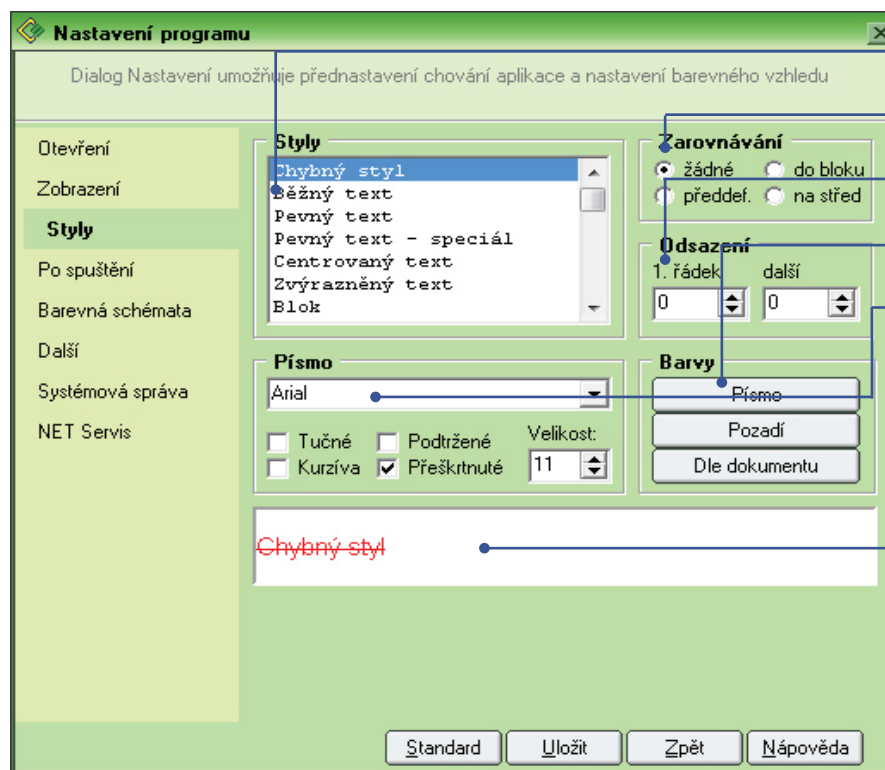 Nastavení programu
Dialog Nastavení umožňuje přednastavení chování aplikace a nastavení barevného vzhledu
Otevření
Zobrazení
Styly
Po spuštění
Barevná schémata
Další
Systémová správa
NET Servis
Styly
Chybný styl
Běžný text
Pevný text
Pevný text - speciál
Centrovaný text
Zvýrazněný text
Blok
Zarovnávání
žádné do bloku
předdef. na střed
Odsazení
1. řádek další
0 0
Písmo
Arial
Tučné Podtržené Velikost:
Kurzíva Přeškrtnuté 11
Barvy
Písmo
Pozadí
Dle dokumentu
Chybný styl
Standard Uložit Zpět Nápověda